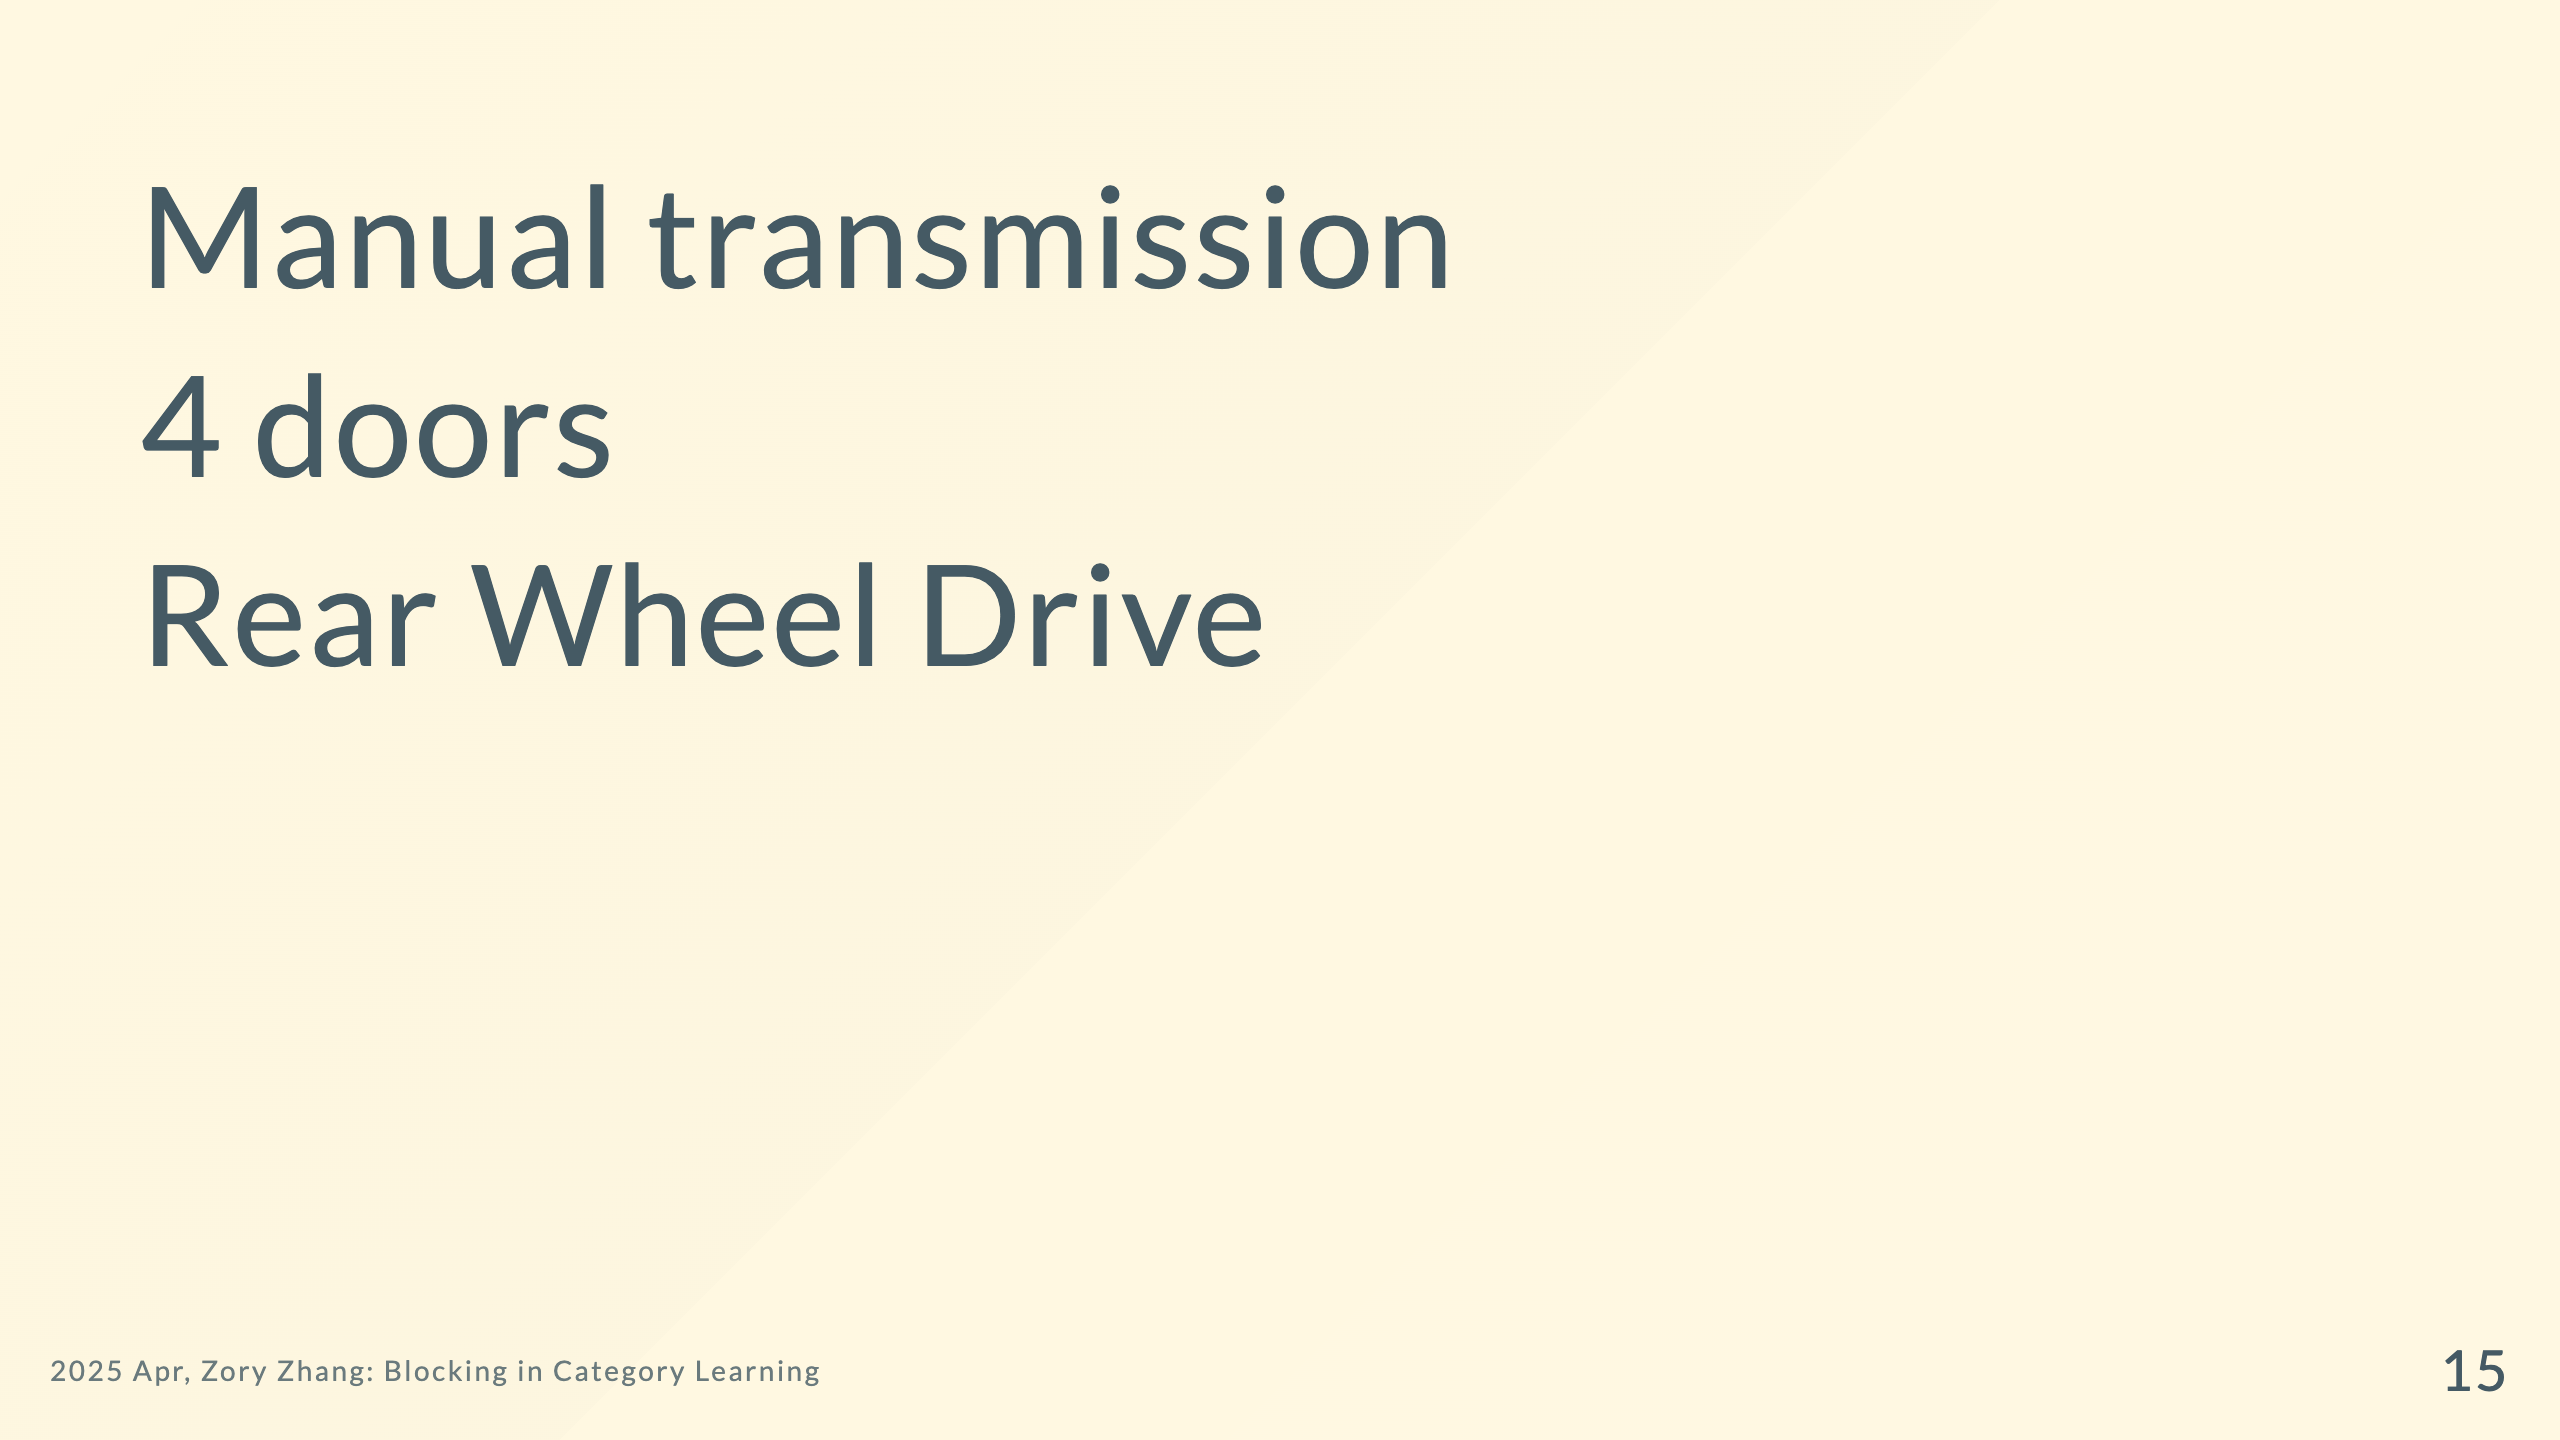 Manual transmission
4 doors
Rear Wheel Drive
2025 Apr, Zory Zhang: Blocking in Category Learning
15